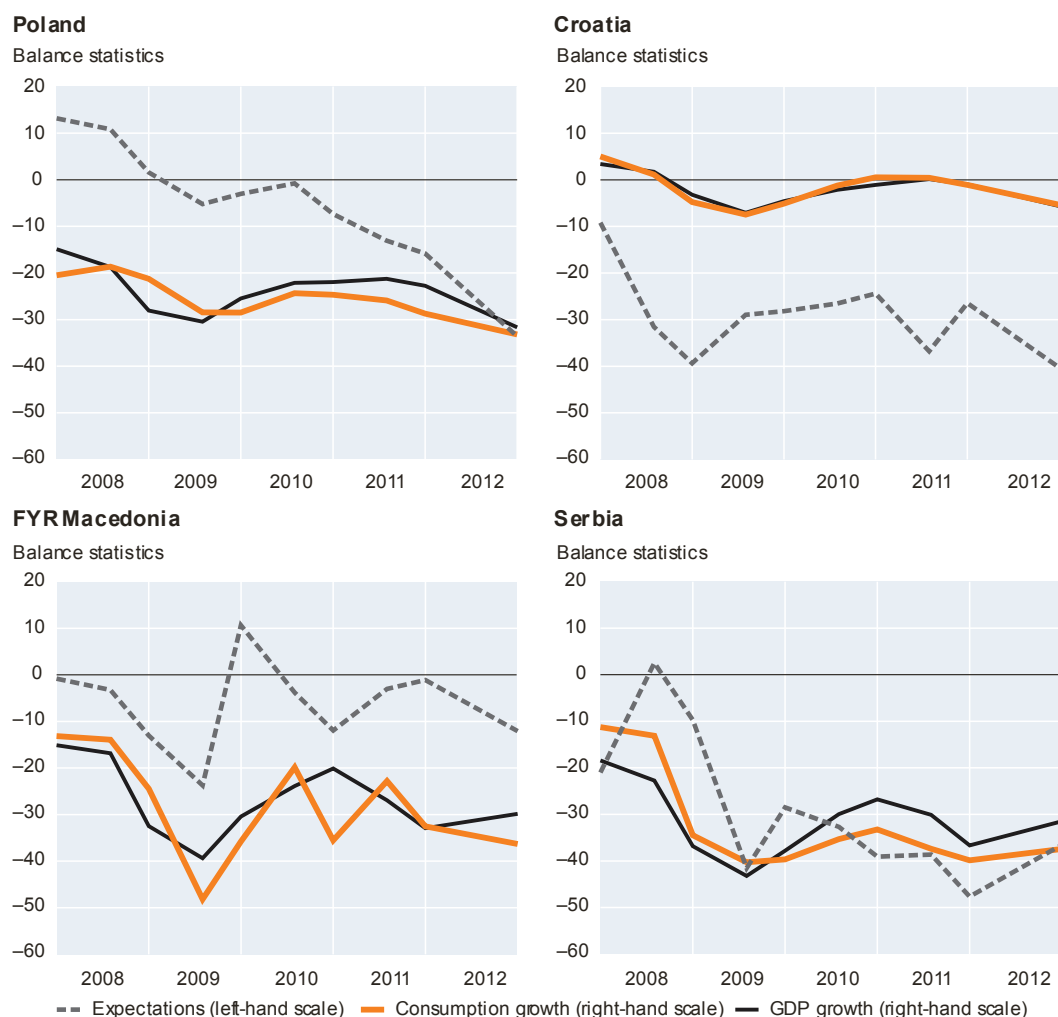 Poland
Balance statistics
20
10
0
–10
–20
–30
–40
–50
–60
2008 2009 2010 2011 2012
Croatia
Balance statistics
20
10
0
–10
–20
–30
–40
–50
–60
2008 2009 2010 2011 2012
FYR Macedonia
Balance statistics
20
10
0
–10
–20
–30
–40
–50
–60
2008 2009 2010 2011 2012
Serbia
Balance statistics
20
10
0
–10
–20
–30
–40
–50
–60
2008 2009 2010 2011 2012
Expectations (left-hand scale) Consumption growth (right-hand scale) GDP growth (right-hand scale)